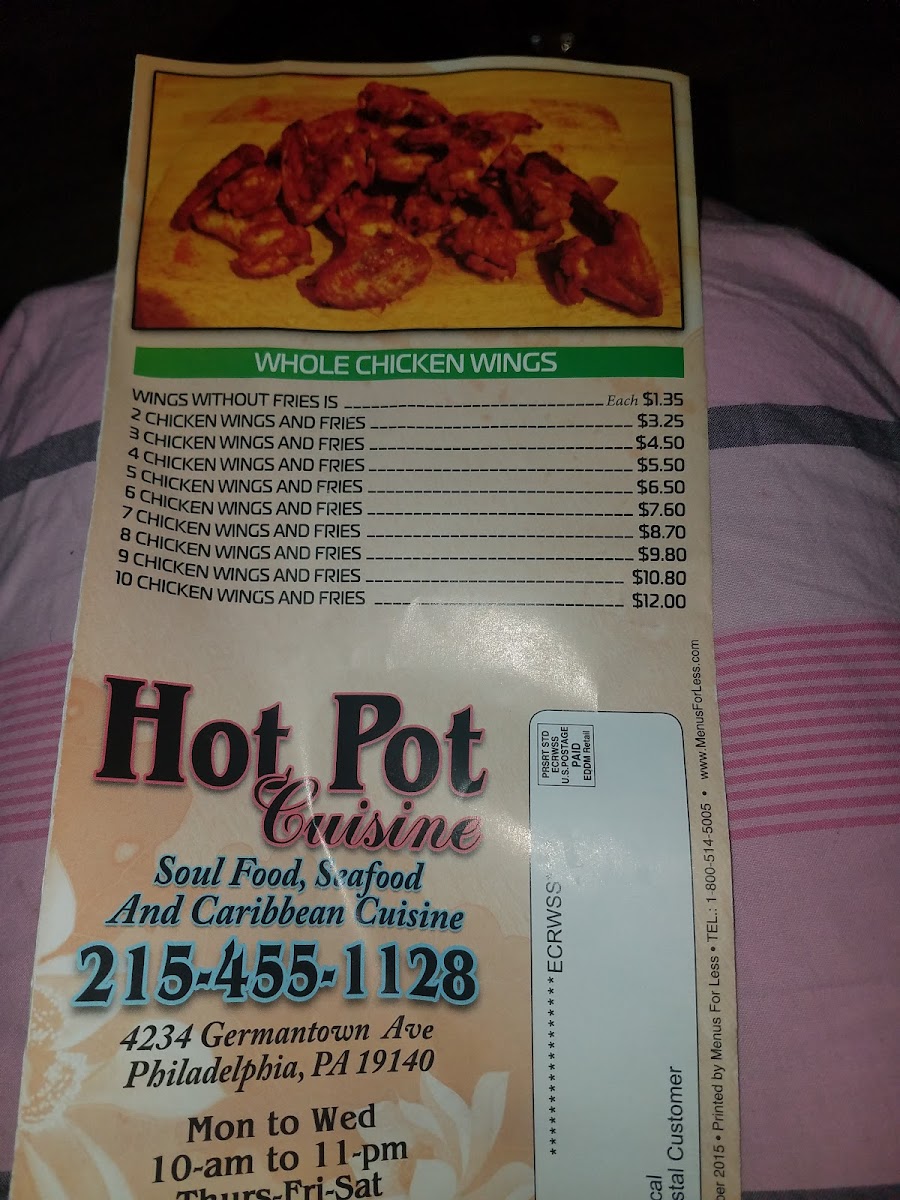 WHOLE CHICKEN WINGS
WINGS WITHOUT FRIES IS Each $1.35
2 CHICKEN WINGS AND FRIES $3.25
3 CHICKEN WINGS AND FRIES $4.50
4 CHICKEN WINGS AND FRIES $5.50
5 CHICKEN WINGS AND FRIES $6.50
6 CHICKEN WINGS AND FRIES $7.60
7 CHICKEN WINGS AND FRIES $8.70
8 CHICKEN WINGS AND FRIES $9.80
9 CHICKEN WINGS AND FRIES $10.80
10 CHICKEN WINGS AND FRIES $12.00
Hot Pot
Cuisine
Soul Food, Seafood
And Caribbean Cuisine
215-455-1128
4234 Germantown Ave
Philadelphia, PA 19140
Mon to Wed
10-am to 11-pm
Thurs-Fri-Sat
PRSRT STD
ECRWSS
U.S.POSTAGE
PAID
EDDM Retail
********************ECRWSS
Customer
2015 • Printed by Menus For Less • TEL.: 1-800-514-5005 • www.MenusForLess.com